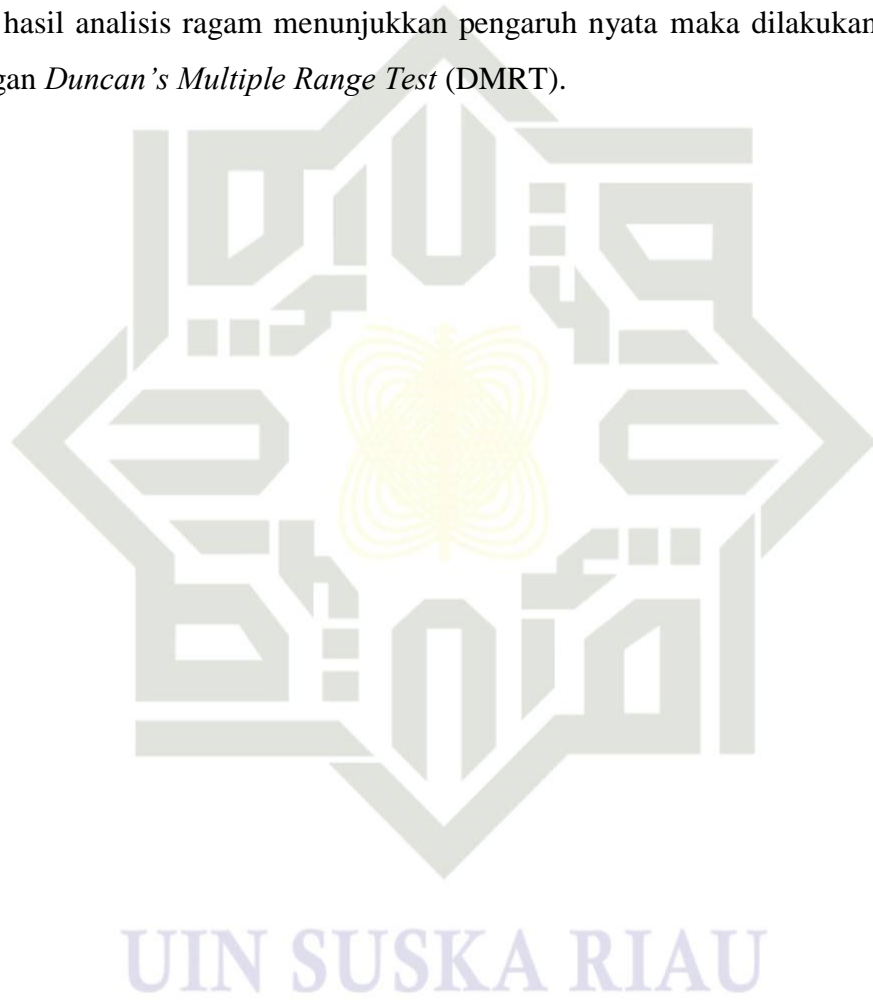 hasil analisis ragam menunjukkan pengaruh nyata maka dilakukan
gan Duncan's Multiple Range Test (DMRT).
UIN SUSKA RIAU